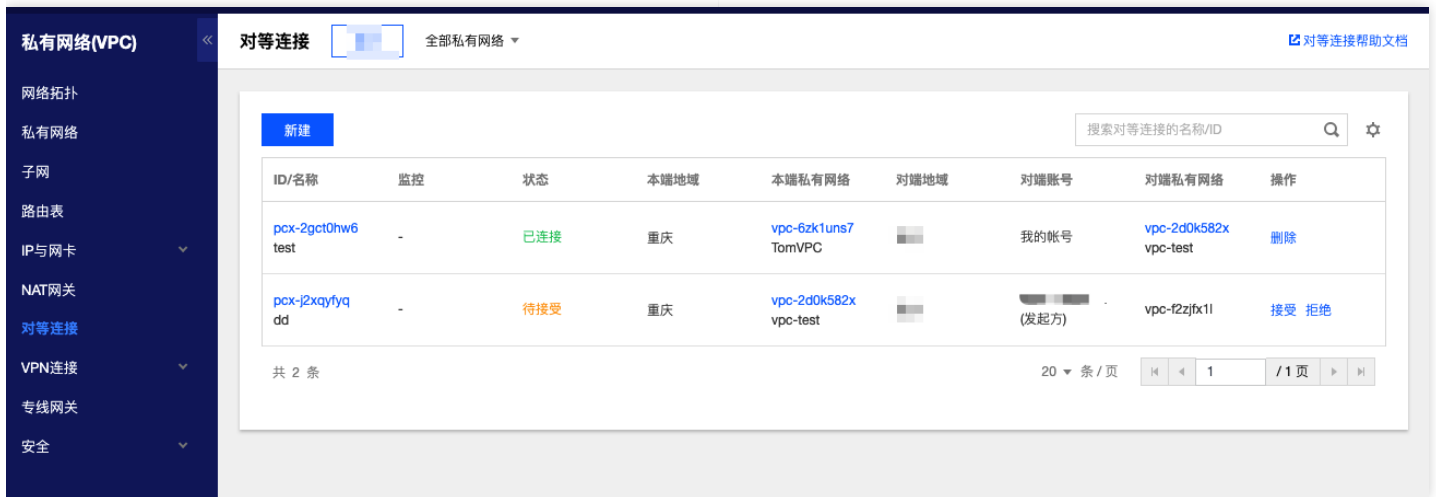 私有网络(VPC)
网络拓扑
私有网络
子网
路由表
IP与网卡
NAT网关
对等连接
VPN连接
专线网关
安全
对等连接 全部私有网络 对等连接帮助文档
新建 搜索对等连接的名称/ID
ID/名称 监控 状态 本端地域 本端私有网络 对端地域 对端账号 对端私有网络 操作
pcx-2gct0hw6 - 已连接 重庆 vpc-6zk1uns7 我的帐号 vpc-2d0k582x 删除
test TomVPC vpc-test
pcx-j2xqyfyq - 待接受 重庆 vpc-2d0k582x vpc-f2zjfx1l 接受 拒绝
dd vpc-test (发起方)
共 2 条 20 条 / 页 1 / 1 页